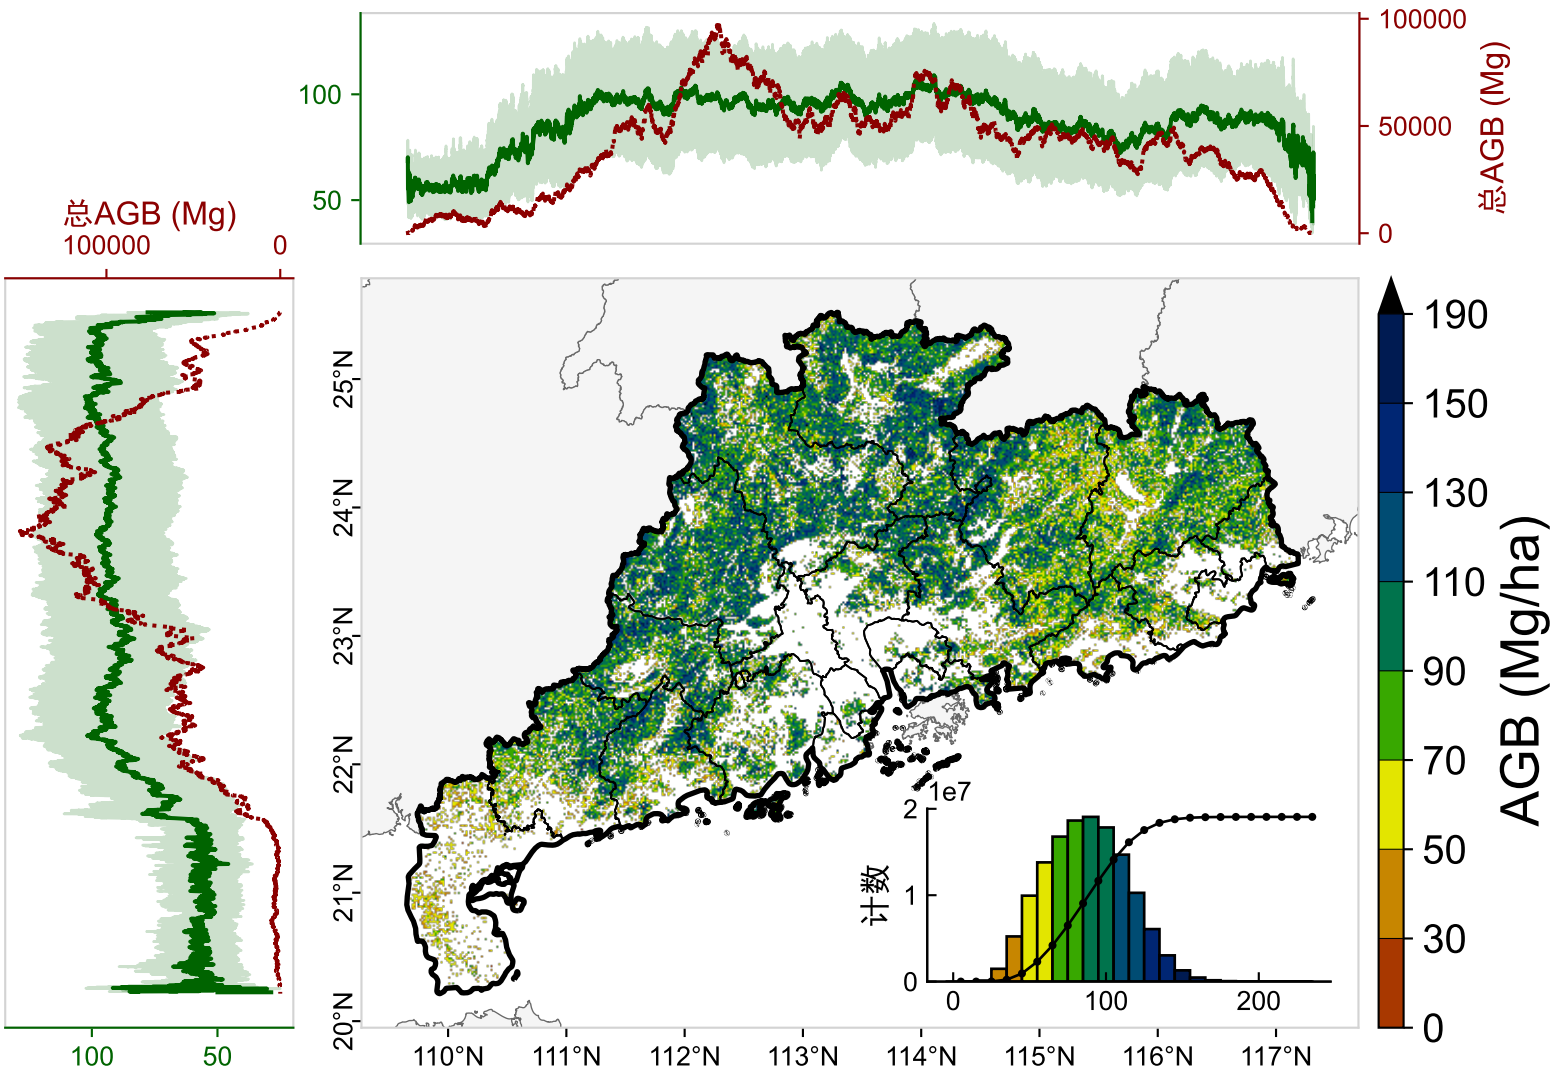 100
50
100000
50000
0
总AGB (Mg)
总AGB (Mg)
100000
0
100
50
25°N
24°N
23°N
22°N
21°N
20°N
110°N
111°N
112°N
113°N
114°N
115°N
116°N
117°N
1e7
2
1
0
计数
0
100
200
190
150
130
110
90
70
50
30
0
AGB (Mg/ha)